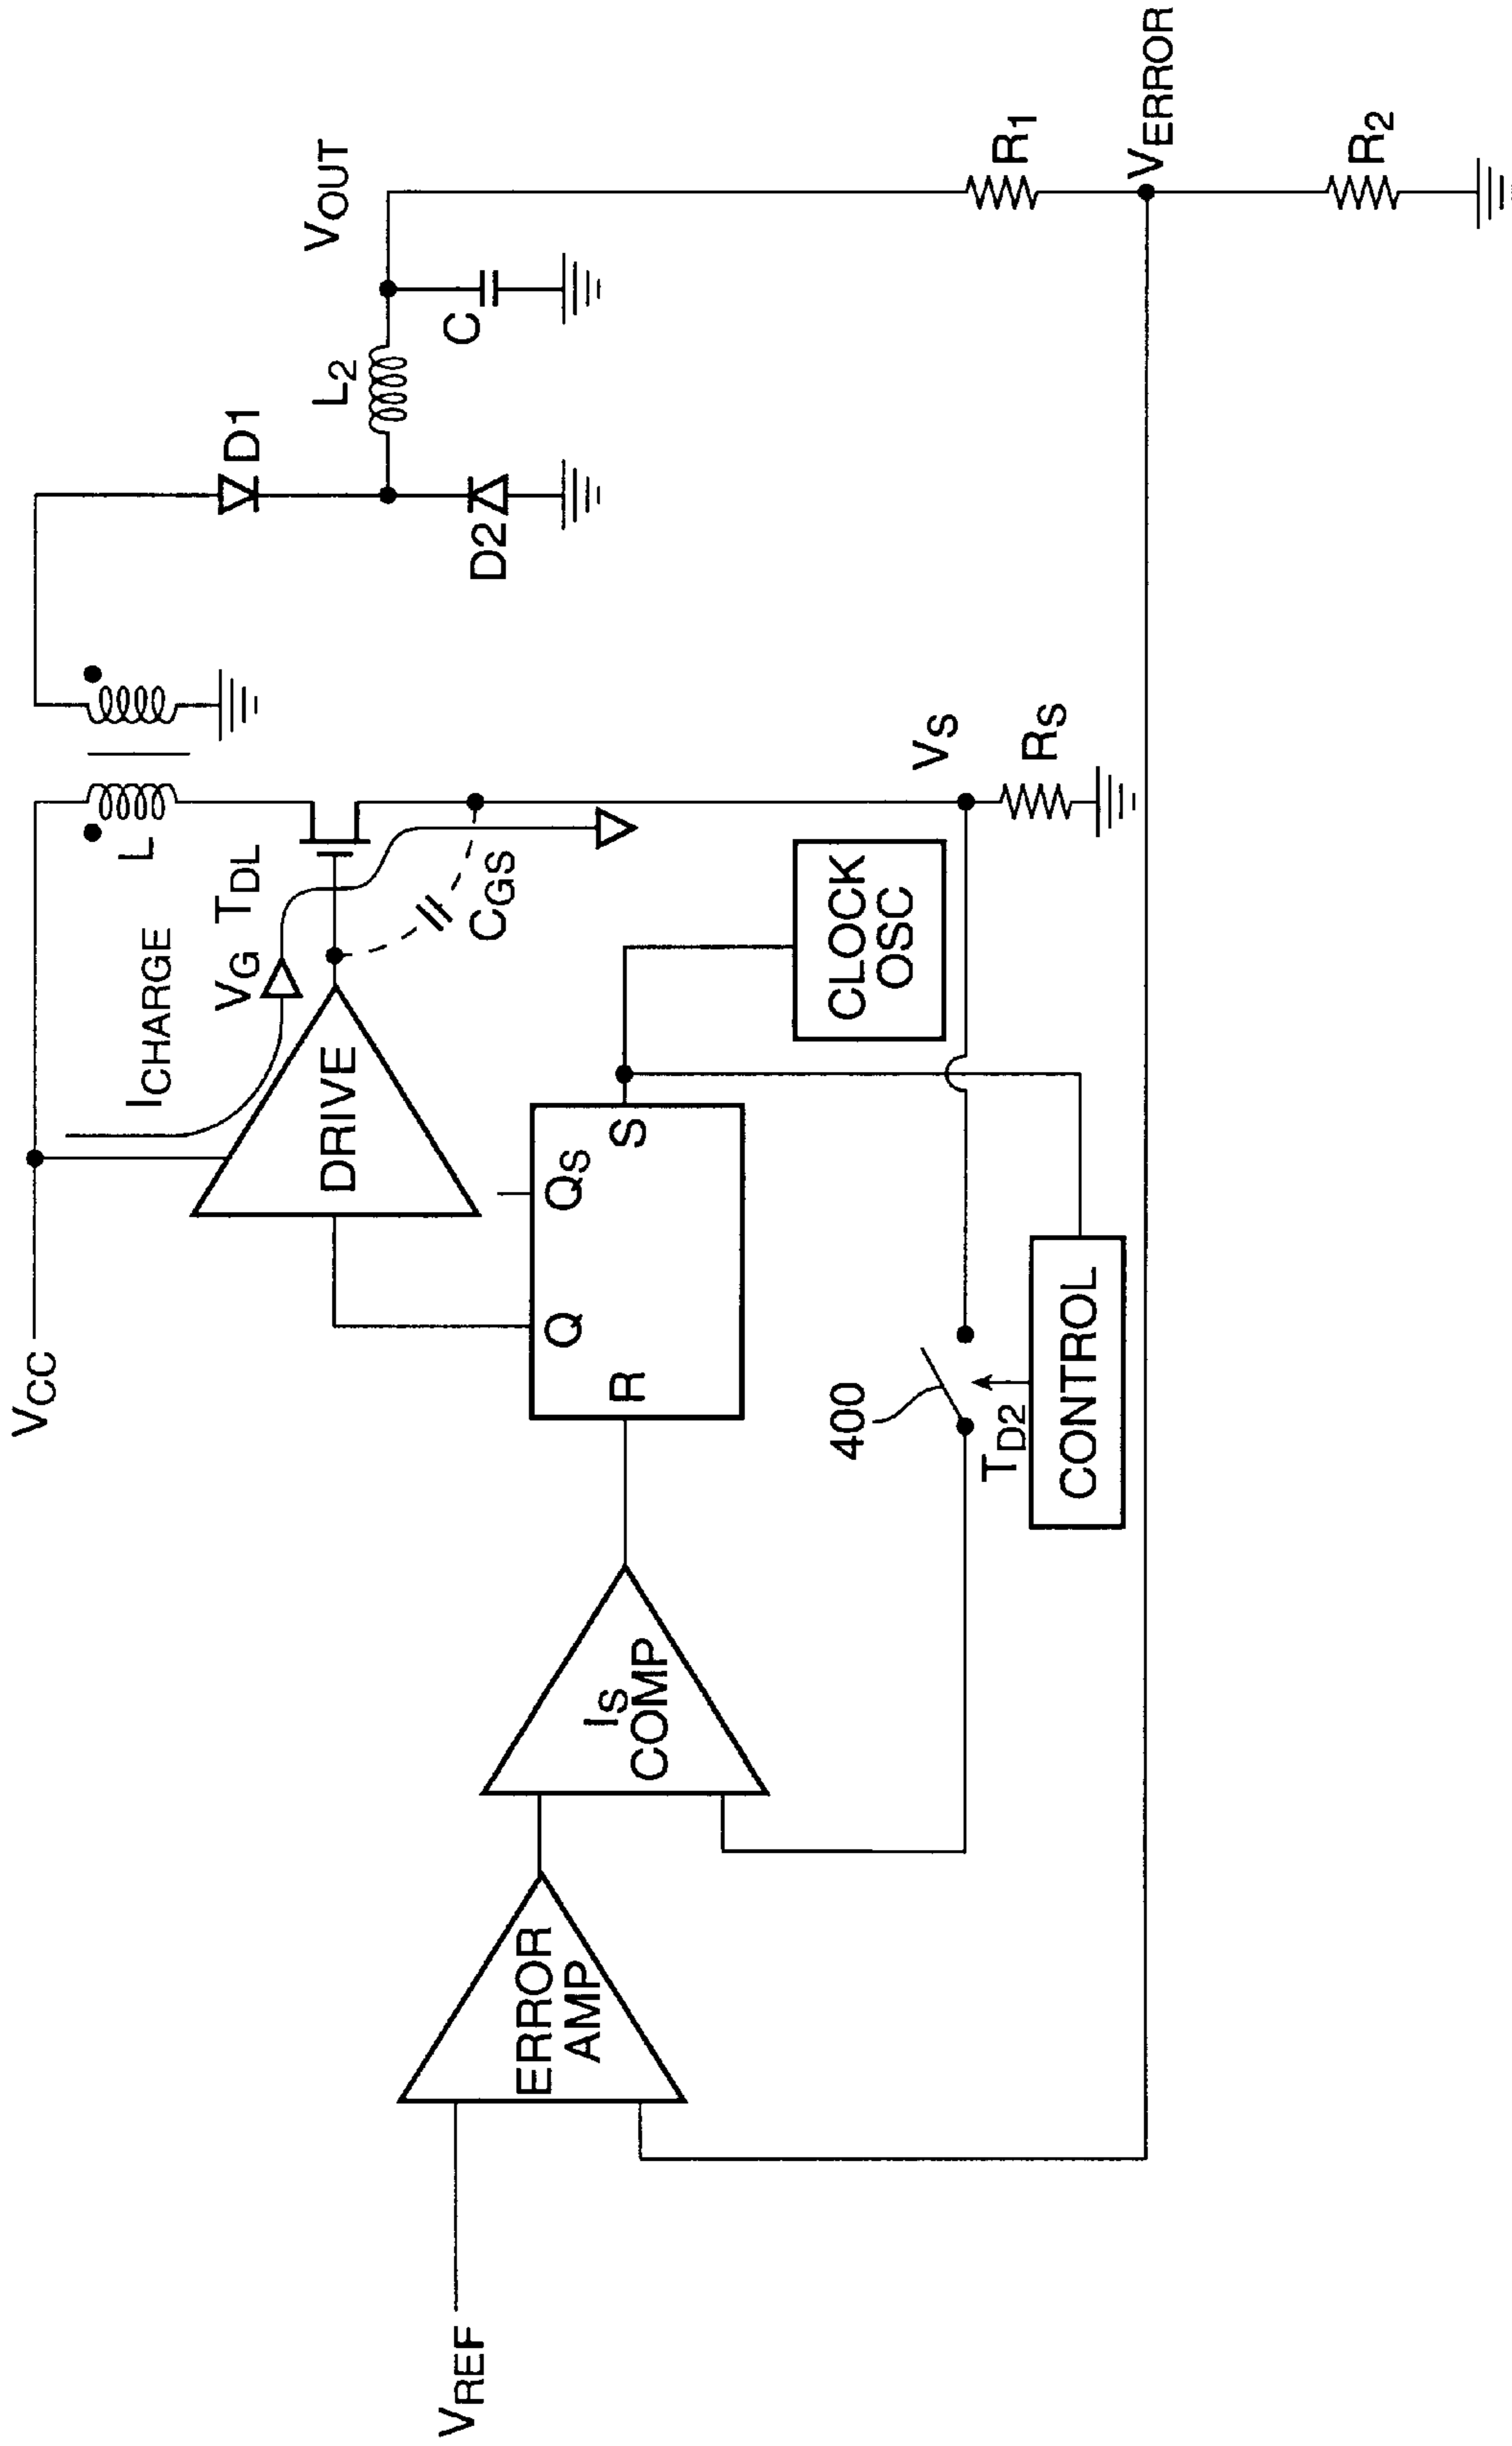 VCC
ICHARGE
VG
TDL
L
D1
D2
L2
VOUT
C
DRIVE
CGS
Q
QS
R
S
CLOCK
OSC
VS
RS
R1
VERROR
R2
400
TD2
CONTROL
IS
COMP
ERROR
AMP
VREF